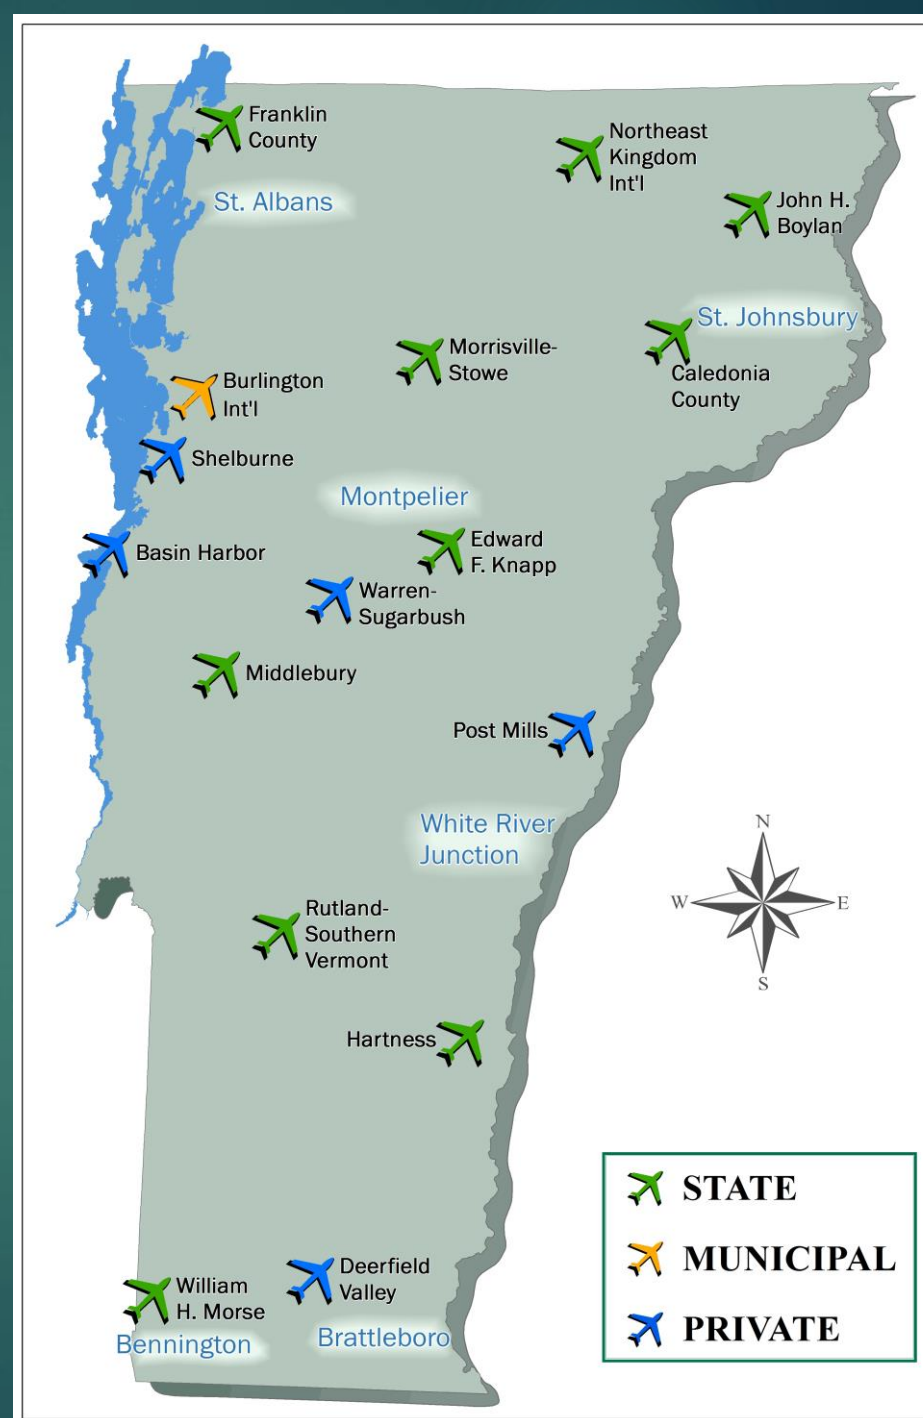 Franklin
County
Northeast
Kingdom
Int'l
St. Albans
John H.
Boylan
St. Johnsbury
Morrisville-
Stowe
Caledonia
County
Burlington
Int'l
Shelburne
Montpelier
Edward
F. Knapp
Basin Harbor
Warren-
Sugarbush
Middlebury
Post Mills
White River
Junction
N
W
E
S
Rutland-
Southern
Vermont
Hartness
STATE
MUNICIPAL
PRIVATE
Deerfield
Valley
William
H. Morse
Bennington
Brattleboro